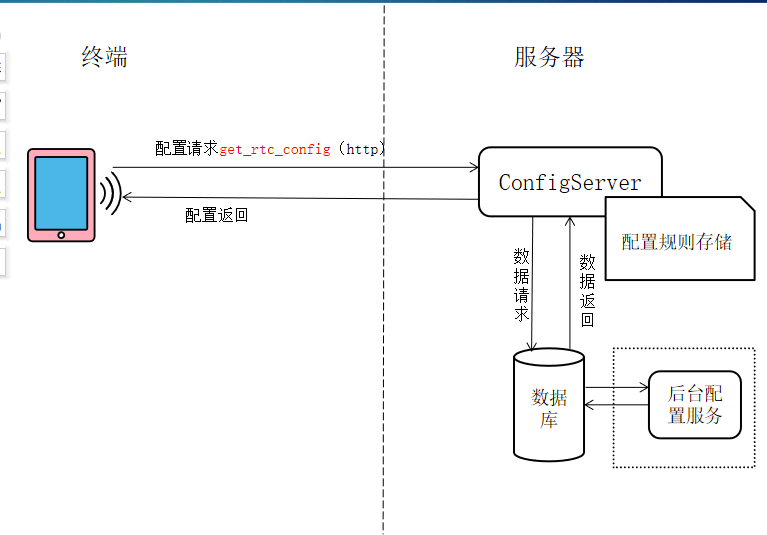 终端
服务器
配置请求get_rtc_config（http）
配置返回
ConfigServer
配置规则存储
数据请求
数据返回
数据
库
后台配
置服务